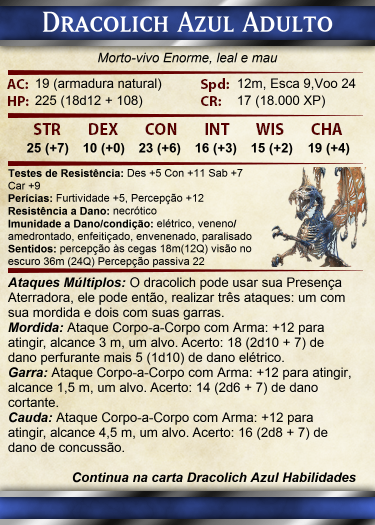 Dracolich Azul Adulto
Morto-vivo Enorme, leal e mau
AC: 19 (armadura natural) Spd: 12m, Esca 9,Voo 24
HP: 225 (18d12 + 108) CR: 17 (18.000 XP)
STR DEX CON INT WIS CHA
25 (+7) 10 (+0) 23 (+6) 16 (+3) 15 (+2) 19 (+4)
Testes de Resistência: Des +5 Con +11 Sab +7
Car +9
Perícias: Furtividade +5, Percepção +12
Resistência a Dano: necrótico
Imunidade a Dano/condição: elétrico, veneno/
amedrontado, enfeitiçado, envenenado, paralisado
Sentidos: percepção às cegas 18m(12Q) visão no
escuro 36m (24Q) Percepção passiva 22
Ataques Múltiplos: O dracolich pode usar sua Presença
Aterradora, ele pode então, realizar três ataques: um com
sua mordida e dois com suas garras.
Mordida: Ataque Corpo-a-Corpo com Arma: +12 para
atingir, alcance 3 m, um alvo. Acerto: 18 (2d10 + 7) de
dano perfurante mais 5 (1d10) de dano elétrico.
Garra: Ataque Corpo-a-Corpo com Arma: +12 para atingir,
alcance 1,5 m, um alvo. Acerto: 14 (2d6 + 7) de dano
cortante.
Cauda: Ataque Corpo-a-Corpo com Arma: +12 para
atingir, alcance 4,5 m, um alvo. Acerto: 16 (2d8 + 7) de
dano de concussão.
Continua na carta Dracolich Azul Habilidades